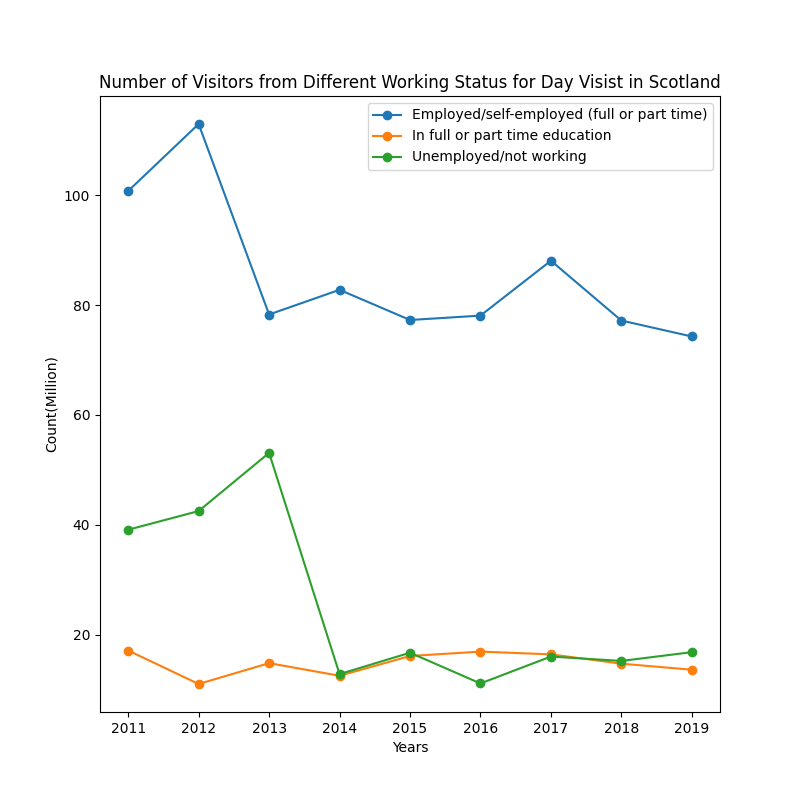 Number of Visitors from Different Working Status for Day Visist in Scotland
Employed/self-employed (full or part time)
In full or part time education
Unemployed/not working
100
80
60
40
20
Count(Million)
2011 2012 2013 2014 2015 2016 2017 2018 2019
Years